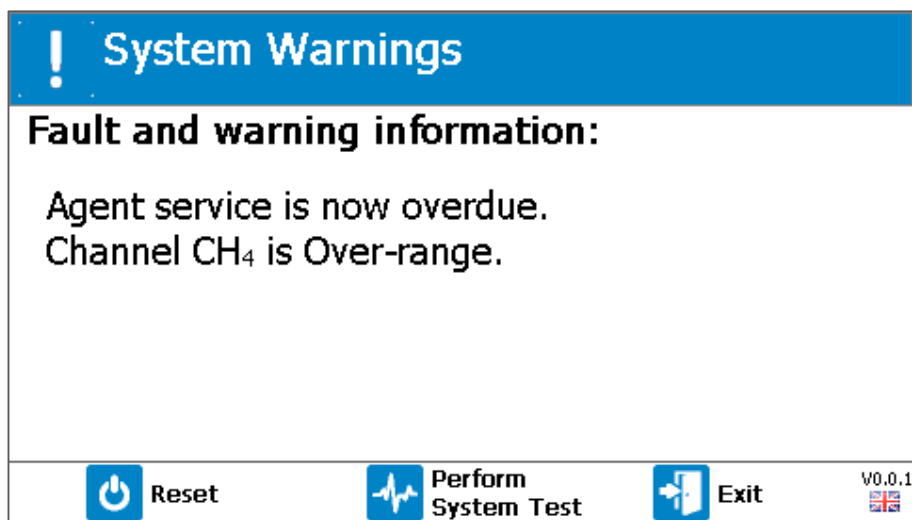 ! System Warnings
Fault and warning information:
Agent service is now overdue.
Channel CH₄ is Over-range.
Reset
Perform
System Test
Exit
V0.0.1